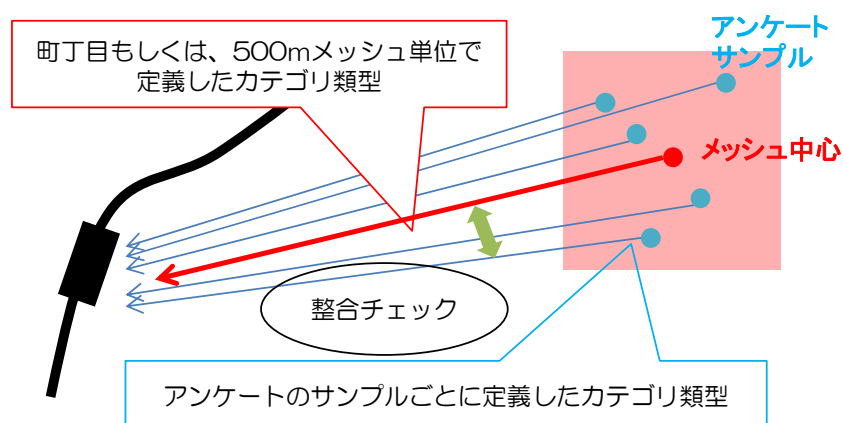 町丁目もしくは、500mメッシュ単位で
定義したカテゴリ類型
アンケート
サンプル
メッシュ中心
整合チェック
アンケートのサンプルごとに定義したカテゴリ類型